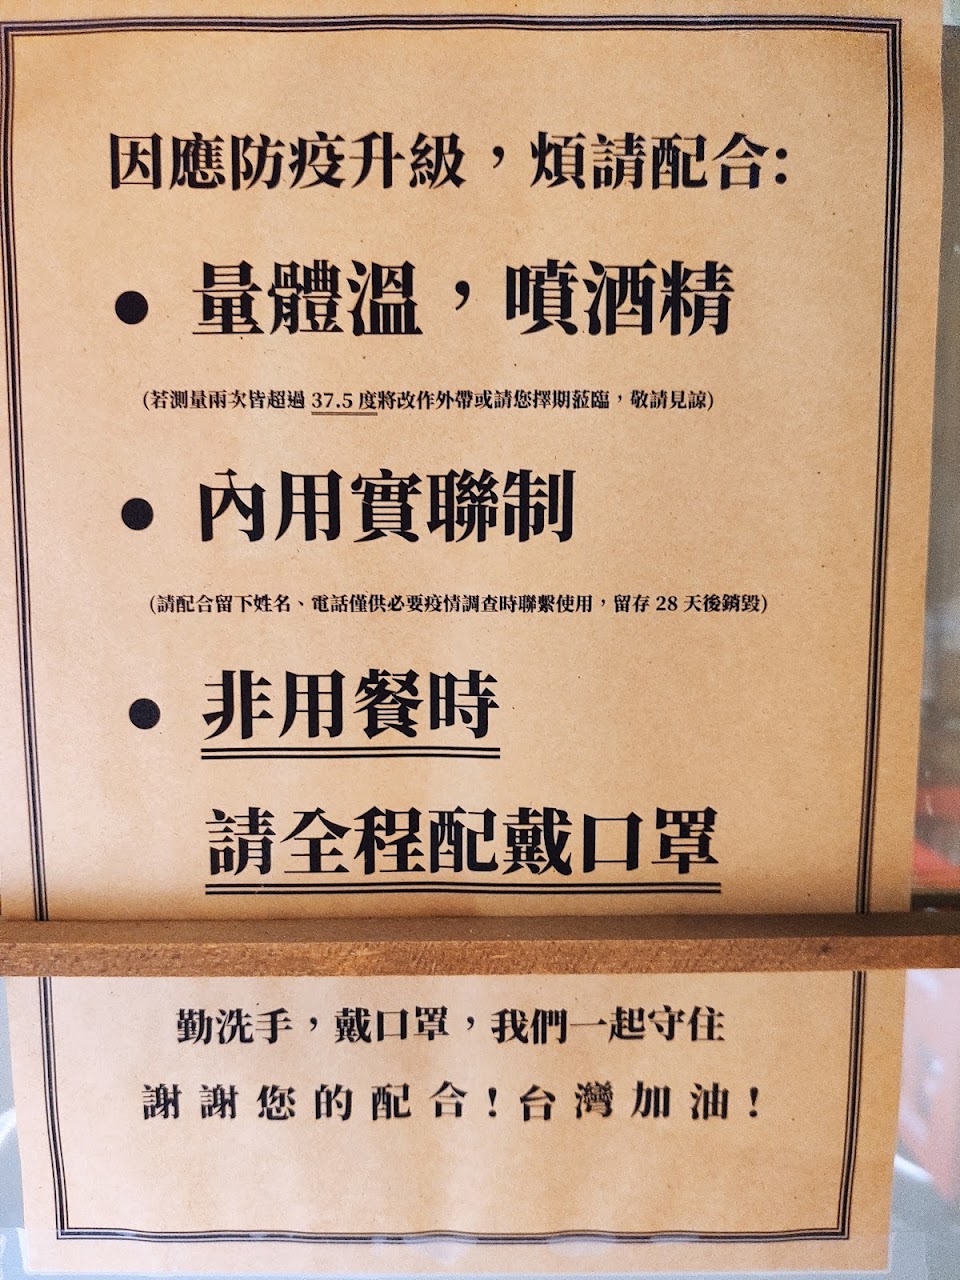 因應防疫升級，煩請配合:
● 量體溫，噴酒精
(若測量兩次皆超過 37.5 度將改作外帶或請您擇期蒞臨，敬請見諒)
● 內用實聯制
(請配合留下姓名、電話僅供必要疫情調查時聯繫使用，留存 28 天後銷毀)
● 非用餐時
請全程配戴口罩
勤洗手，戴口罩，我們一起守住
謝謝您的配合!台灣加油!